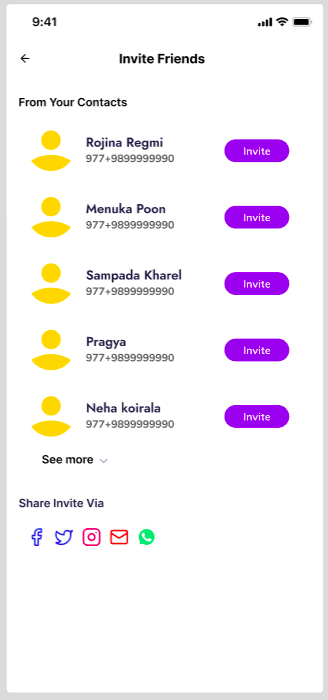 9:41
Invite Friends
From Your Contacts
Rojina Regmi
977+9899999990
Invite
Menuka Poon
977+9899999990
Invite
Sampada Kharel
977+9899999990
Invite
Pragya
977+9899999990
Invite
Neha koirala
977+9899999990
Invite
See more
Share Invite Via